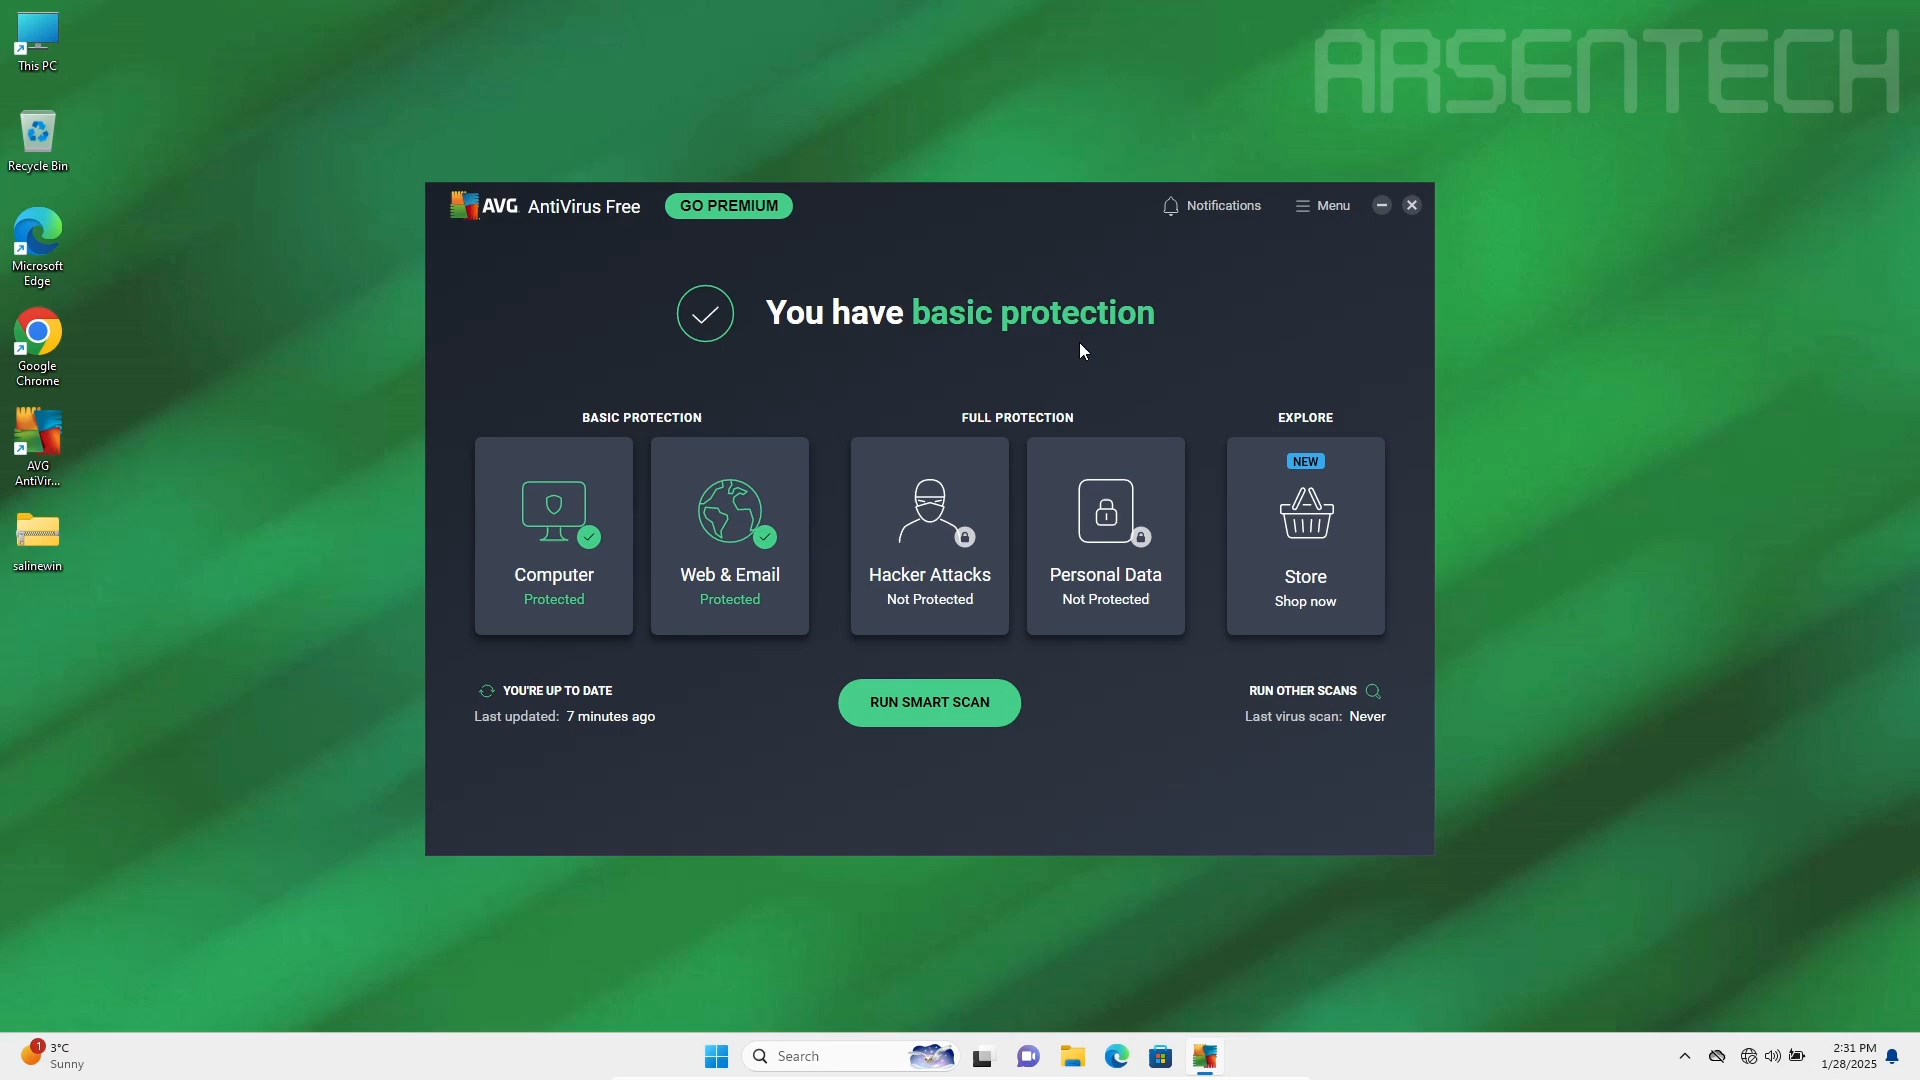 This PC
Recycle Bin
Microsoft
Edge
Google
Chrome
AVG
AntiVir...
salinewin
ARSENTECH
AVG AntiVirus Free
GO PREMIUM
Notifications
Menu
You have basic protection
BASIC PROTECTION
FULL PROTECTION
EXPLORE
Computer
Protected
Web & Email
Protected
Hacker Attacks
Not Protected
Personal Data
Not Protected
NEW
Store
Shop now
YOU'RE UP TO DATE
Last updated: 7 minutes ago
RUN SMART SCAN
RUN OTHER SCANS
Last virus scan: Never
1
3°C
Sunny
Search
2:31 PM
1/28/2025